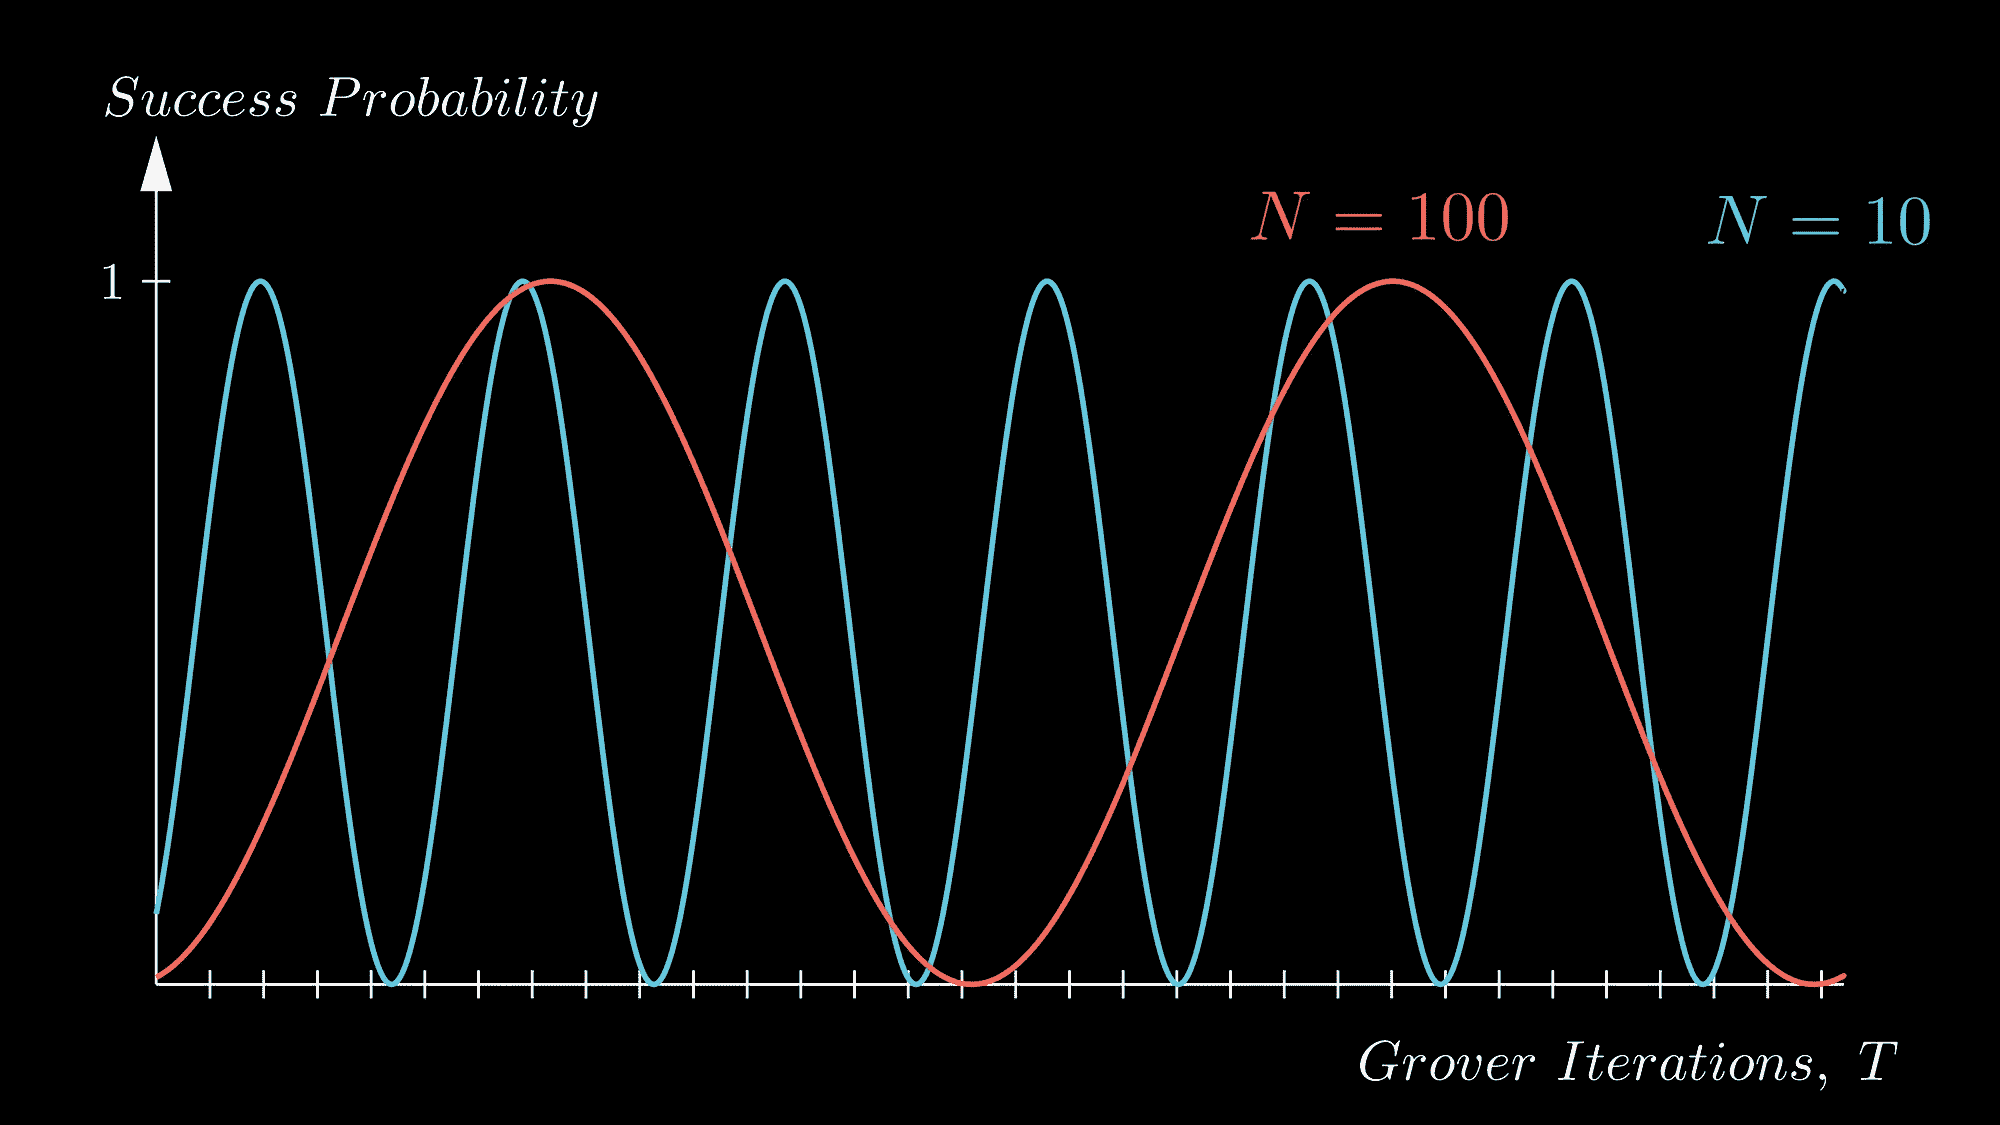 Success Probability
N = 100
N = 10
1
Grover Iterations, T